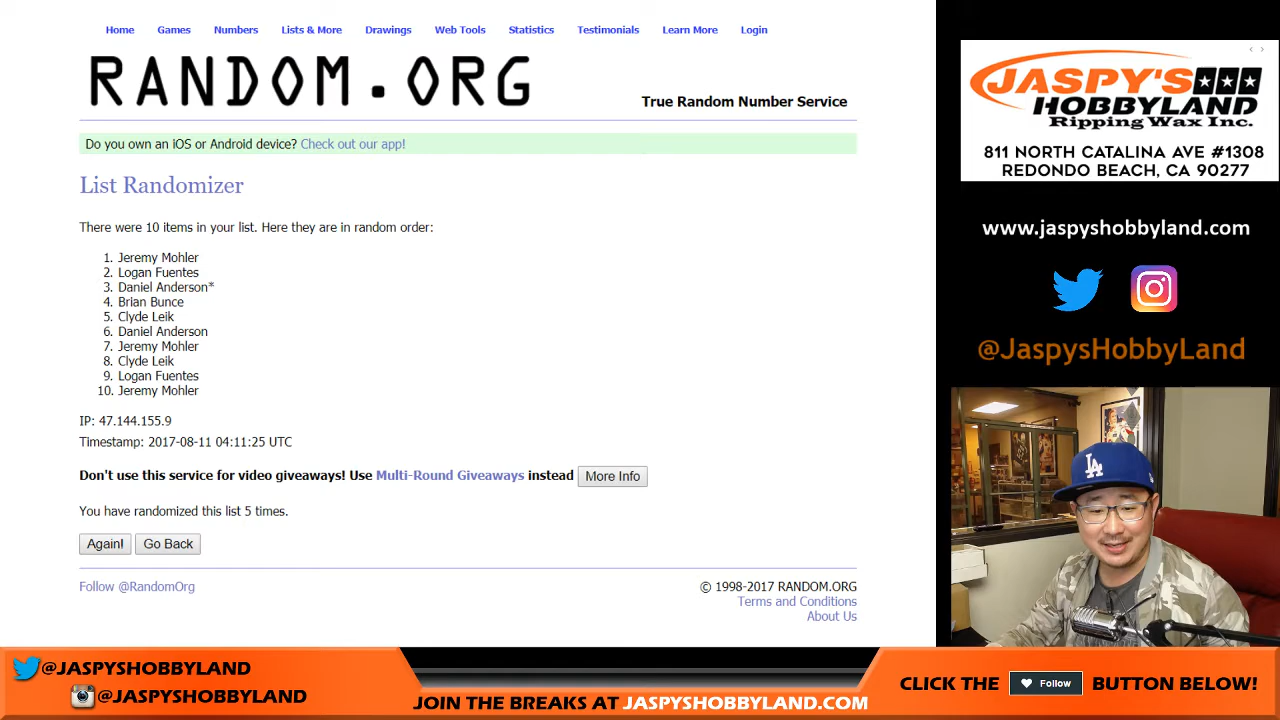 Home Games Numbers Lists & More Drawings Web Tools Statistics Testimonials Learn More Login
RANDOM.ORG
True Random Number Service
Do you own an iOS or Android device? Check out our app!
List Randomizer
There were 10 items in your list. Here they are in random order:
1. Jeremy Mohler
2. Logan Fuentes
3. Daniel Anderson*
4. Brian Bunce
5. Clyde Leik
6. Daniel Anderson
7. Jeremy Mohler
8. Clyde Leik
9. Logan Fuentes
10. Jeremy Mohler
IP: 47.144.155.9
Timestamp: 2017-08-11 04:11:25 UTC
Don't use this service for video giveaways! Use Multi-Round Giveaways instead More Info
You have randomized this list 5 times.
Again! Go Back
Follow @RandomOrg
© 1998-2017 RANDOM.ORG
Terms and Conditions
About Us
JASPY'S
HOBBYLAND
Ripping Wax Inc.
811 NORTH CATALINA AVE #1308
REDONDO BEACH, CA 90277
www.jaspyshobbyland.com
@JaspysHobbyLand
LA
@JASPYSHOBBYLAND
@JASPYSHOBBYLAND
JOIN THE BREAKS AT JASPYSHOBBYLAND.COM
CLICK THE Follow BUTTON BELOW!